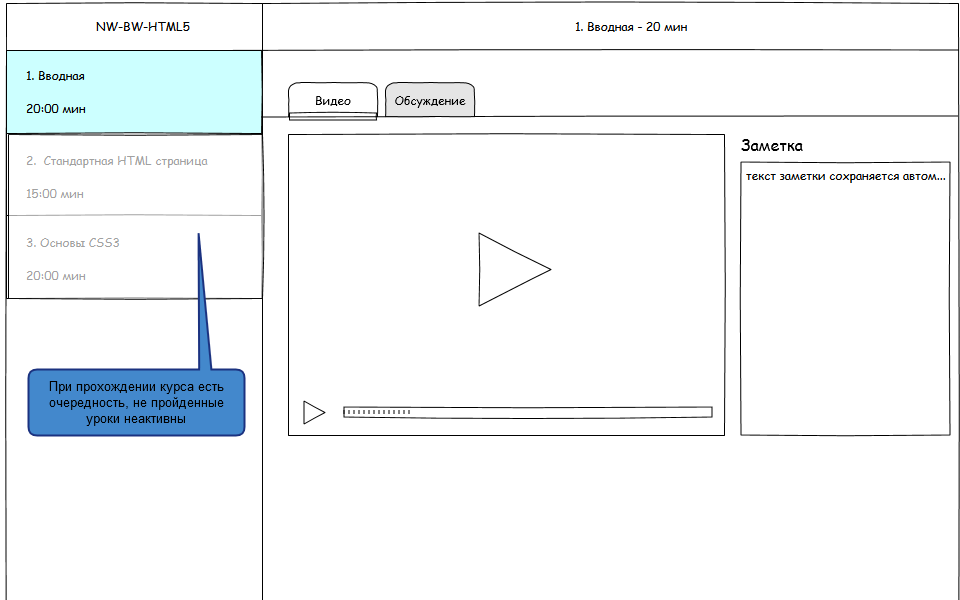 NW-BW-HTML5
1. Вводная - 20 мин
1. Вводная
20:00 мин
2. Стандартная HTML страница
15:00 мин
3. Основы CSS3
20:00 мин
При прохождении курса есть
очередность, не пройденные
уроки неактивны
Видео
Обсуждение
Заметка
текст заметки сохраняется автом...